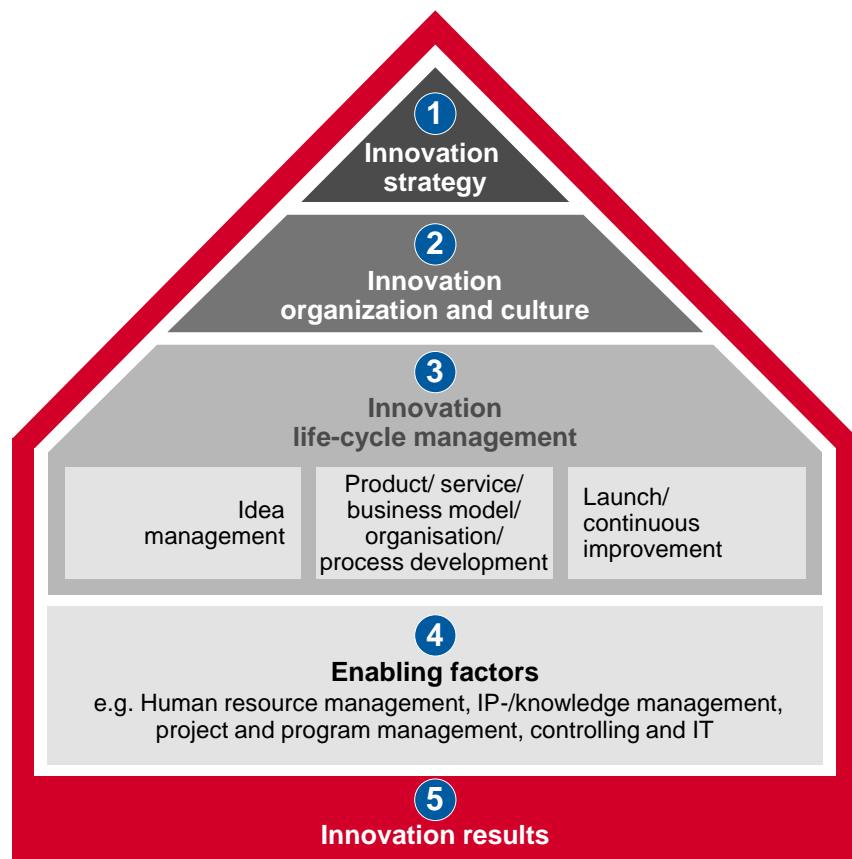 1
Innovation
strategy
2
Innovation
organization and culture
3
Innovation
life-cycle management
Idea
management
Product/ service/
business model/
organisation/
process development
Launch/
continuous
improvement
4
Enabling factors
e.g. Human resource management, IP-/knowledge management,
project and program management, controlling and IT
5
Innovation results